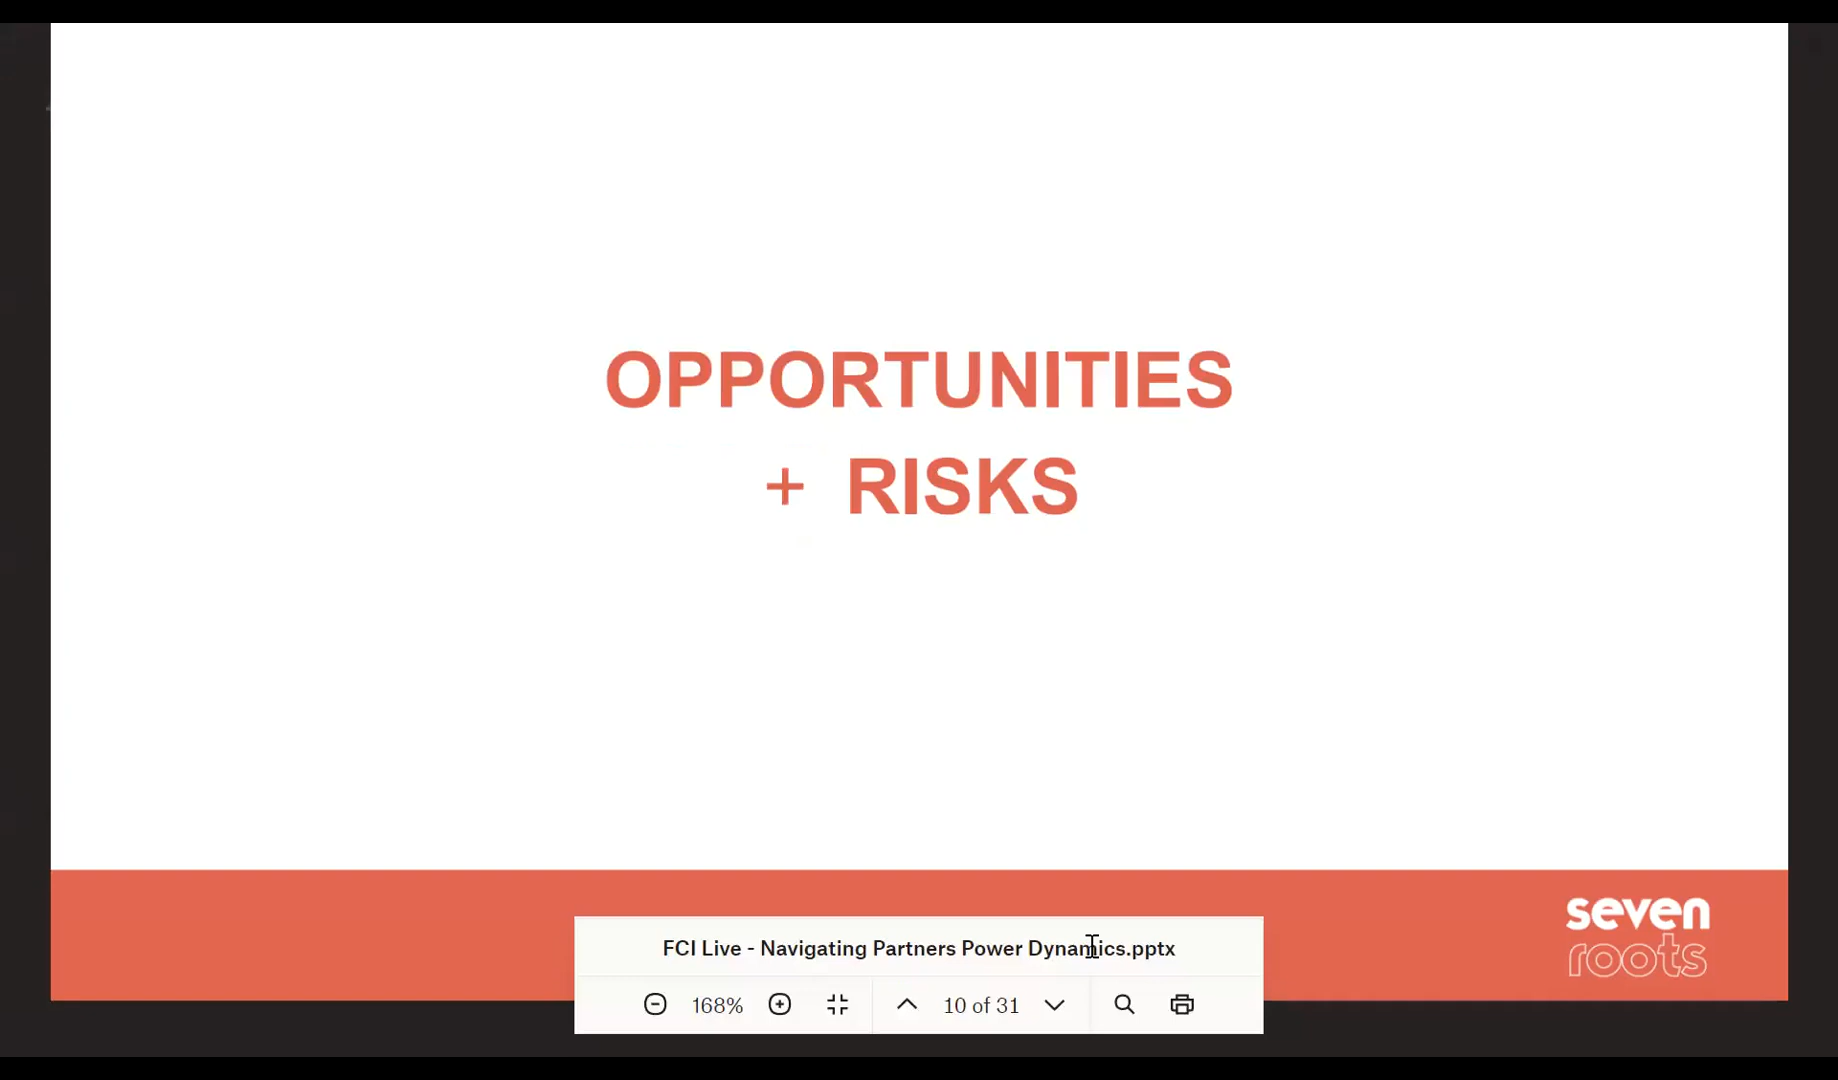 OPPORTUNITIES
+ RISKS
seven
roots
FCI Live - Navigating Partners Power Dynamics.pptx
168%
10 of 31